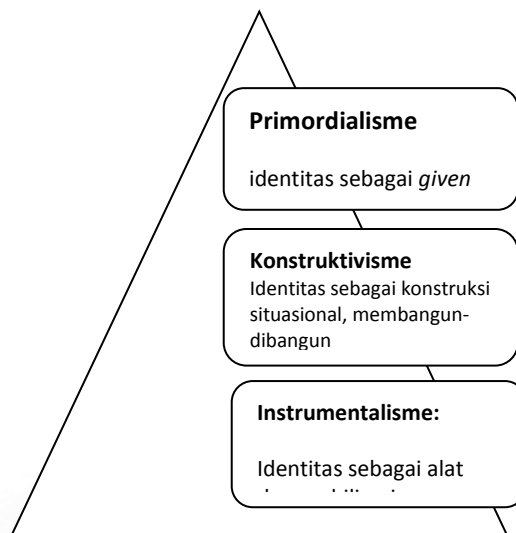 Primordialisme
identitas sebagai given
Konstruktivisme
Identitas sebagai konstruksi
situasional, membangun-
dibangun
Instrumentalisme:
Identitas sebagai alat